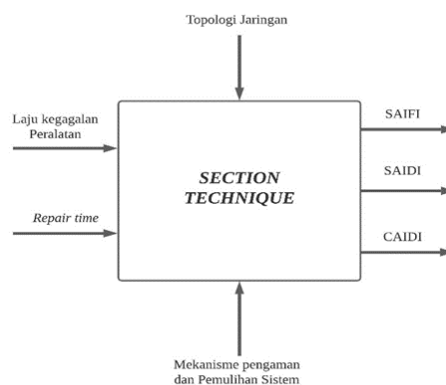 Topologi Jaringan
Laju kegagalan
Peralatan
SAIFI
SECTION
TECHNIQUE
SAIDI
Repair time
CAIDI
Mekanisme pengaman
dan Pemulihan Sistem